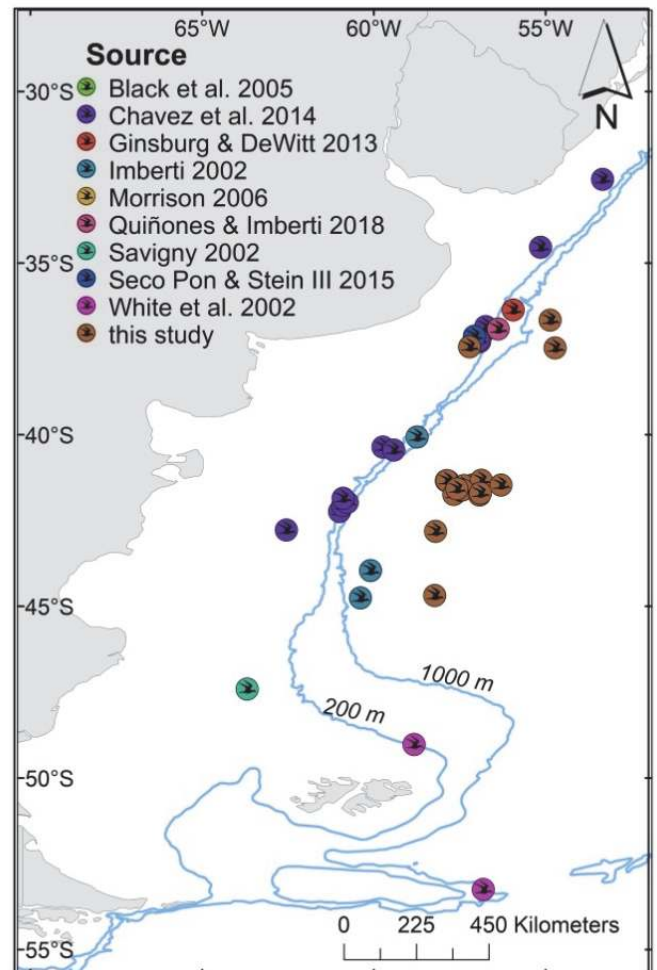 65°W 60°W 55°W
Source
Black et al. 2005
Chavez et al. 2014
Ginsburg & DeWitt 2013
Imberti 2002
Morrison 2006
Quiñones & Imberti 2018
Savigny 2002
Seco Pon & Stein III 2015
White et al. 2002
this study
N
30°S
35°S
40°S
45°S
1000 m
200 m
50°S
0 225 450 Kilometers
55°S